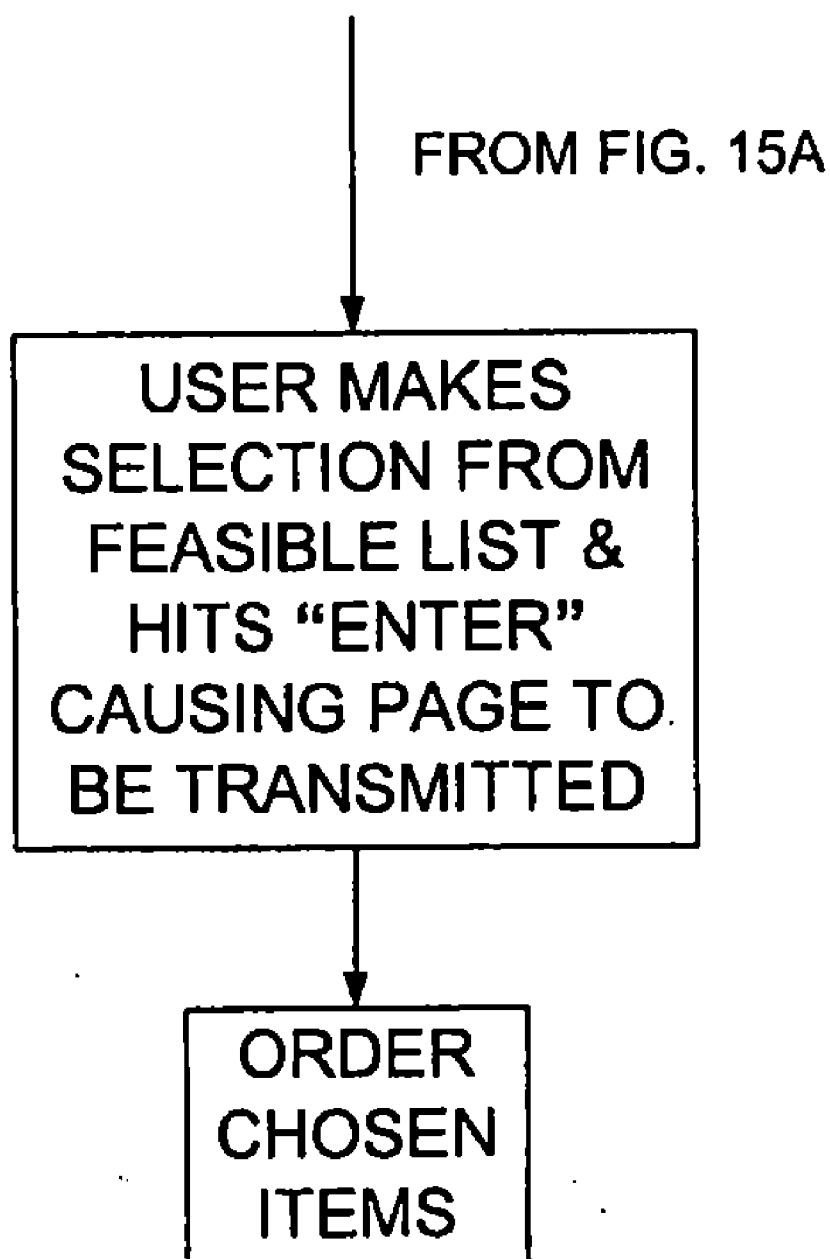 FROM FIG. 15A
USER MAKES
SELECTION FROM
FEASIBLE LIST &
HITS “ENTER”
CAUSING PAGE TO
BE TRANSMITTED
ORDER
CHOSEN
ITEMS